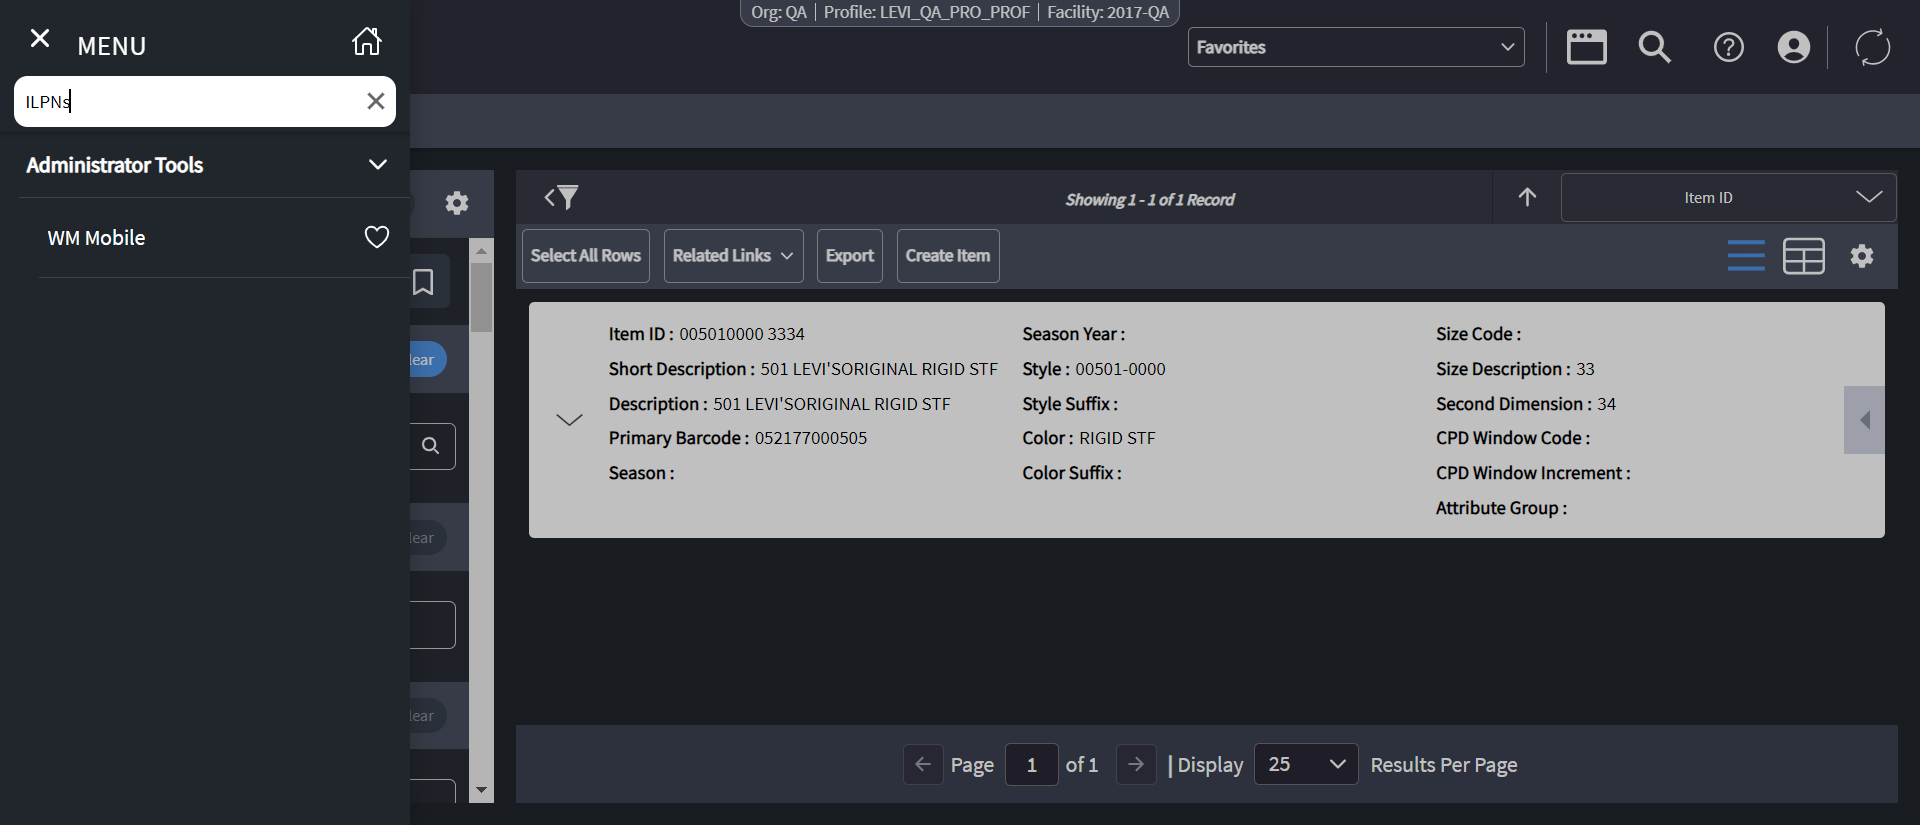 Org: QA | Profile: LEVI_QA_PRO_PROF | Facility: 2017-QA
MENU
Favorites
ILPNs
Administrator Tools
WM Mobile
lear
lear
lear
Showing 1 - 1 of 1 Record
Item ID
Select All Rows
Related Links
Export
Create Item
Item ID : 005010000 3334
Short Description : 501 LEVI'SORIGINAL RIGID STF
Description : 501 LEVI'SORIGINAL RIGID STF
Primary Barcode : 052177000505
Season :
Season Year :
Style : 00501-0000
Style Suffix :
Color : RIGID STF
Color Suffix :
Size Code :
Size Description : 33
Second Dimension : 34
CPD Window Code :
CPD Window Increment :
Attribute Group :
Page 1 of 1 | Display 25 Results Per Page